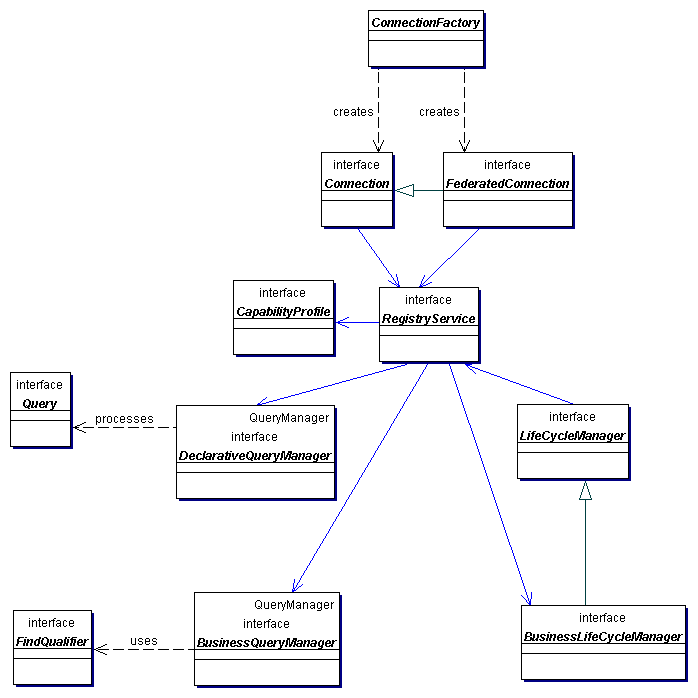 ConnectionFactory
creates
creates
interface
Connection
interface
FederatedConnection
interface
CapabilityProfile
interface
RegistryService
interface
Query
processes
QueryManager
interface
DeclarativeQueryManager
interface
LifeCycleManager
interface
FindQualifier
uses
QueryManager
interface
BusinessQueryManager
interface
BusinessLifeCycleManager